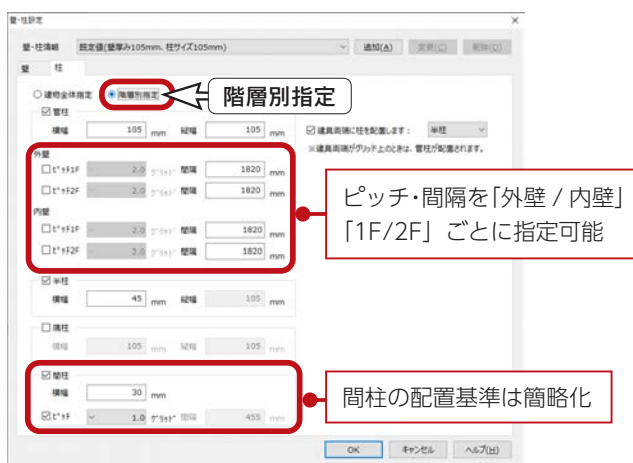 壁・柱設定
壁・柱情報 既定値(壁厚み105mm、柱サイズ105mm) 追加(A) 変更(C) 削除(D)
壁 柱
建物全体指定 階層別指定 階層別指定
管柱
横幅 105 mm 縦幅 105 mm 建具両端に柱を配置します： 半柱
※建具両端がグリッド上のときは、管柱が配置されます。
外壁
ﾋﾟｯﾁ1F 2.0 ｸﾞﾘｯﾄﾞ 間隔 1820 mm
ﾋﾟｯﾁ2F 2.0 ｸﾞﾘｯﾄﾞ 間隔 1820 mm
ピッチ・間隔を「外壁 / 内壁」
「1F/2F」ごとに指定可能
内壁
ﾋﾟｯﾁ1F 2.0 ｸﾞﾘｯﾄﾞ 間隔 1820 mm
ﾋﾟｯﾁ2F 2.0 ｸﾞﾘｯﾄﾞ 間隔 1820 mm
半柱
横幅 45 mm 縦幅 105 mm
隅柱
横幅 105 mm 縦幅 105 mm
間柱
横幅 30 mm
ﾋﾟｯﾁ 1.0 ｸﾞﾘｯﾄﾞ 間隔 455 mm
間柱の配置基準は簡略化
OK キャンセル ヘルプ(H)